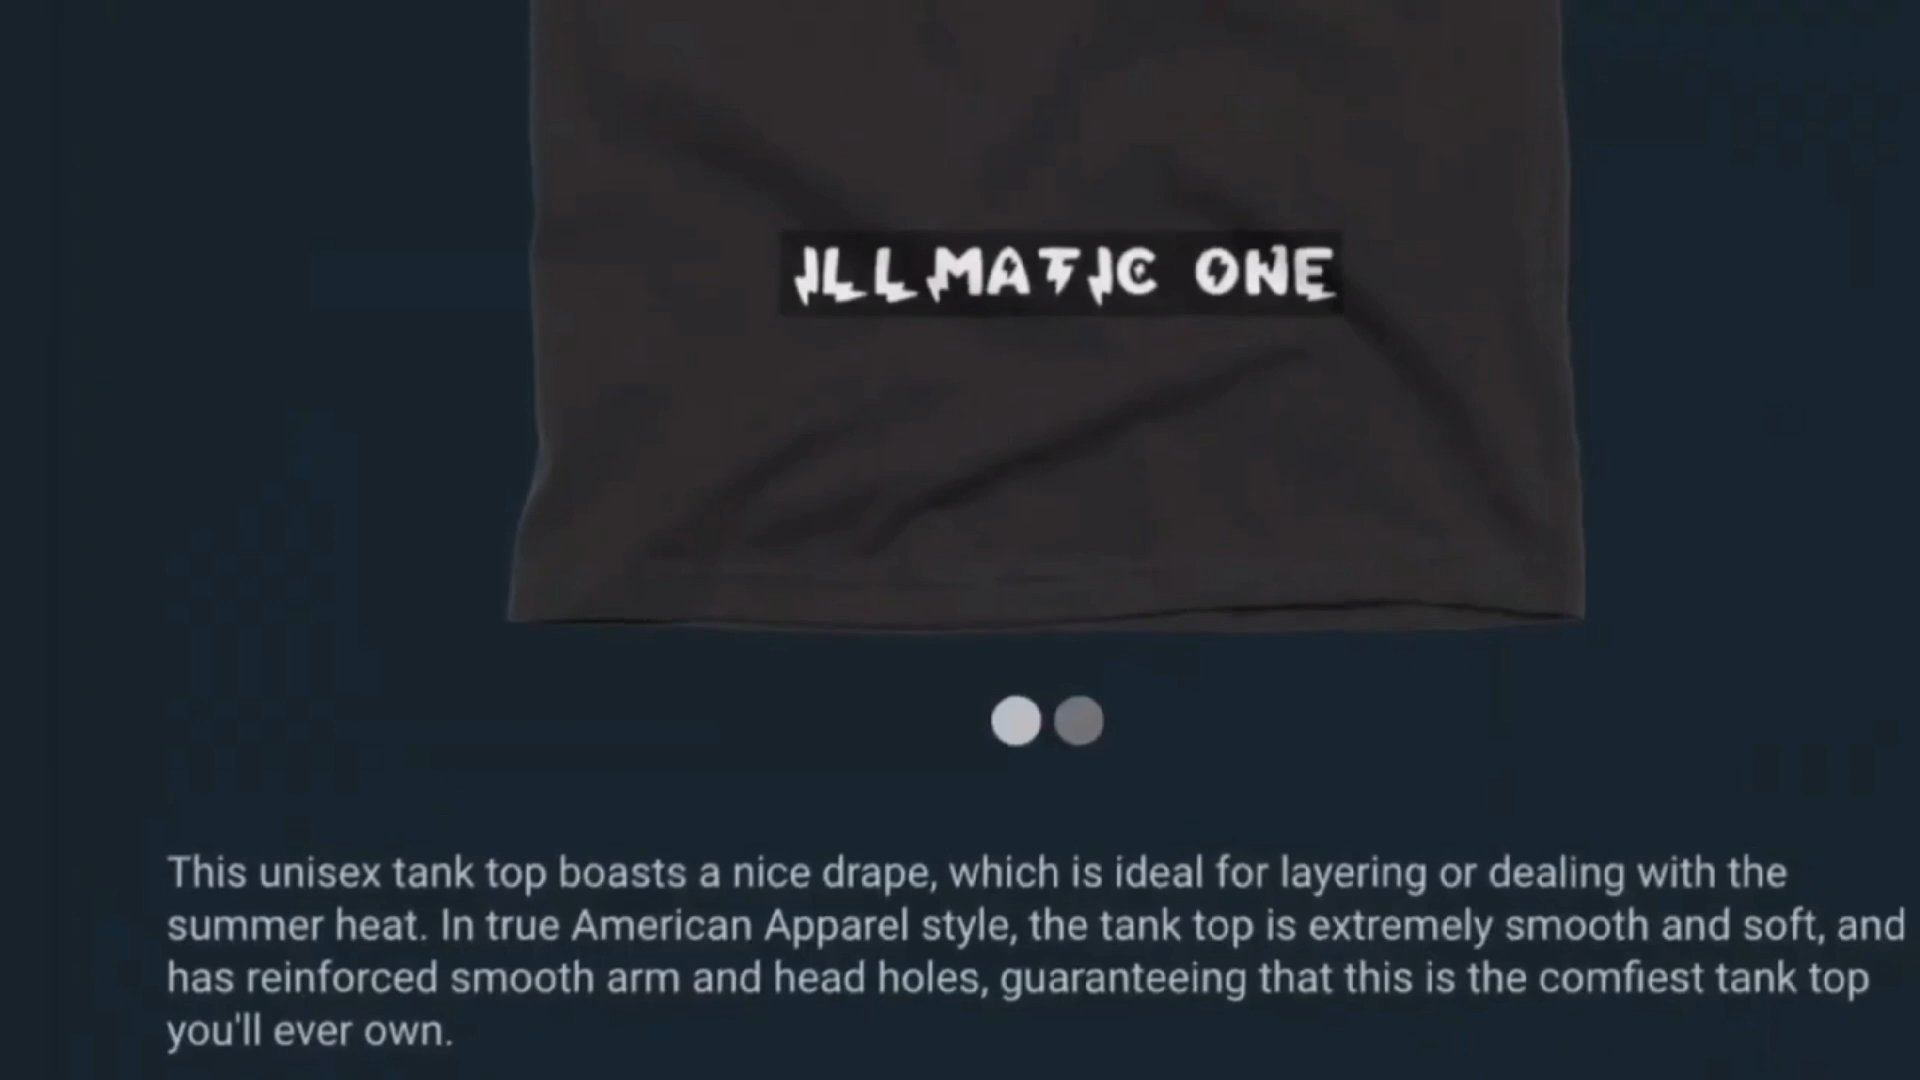 ILLMATIC ONE
This unisex tank top boasts a nice drape, which is ideal for layering or dealing with the
summer heat. In true American Apparel style, the tank top is extremely smooth and soft, and
has reinforced smooth arm and head holes, guaranteeing that this is the comfiest tank top
you'll ever own.